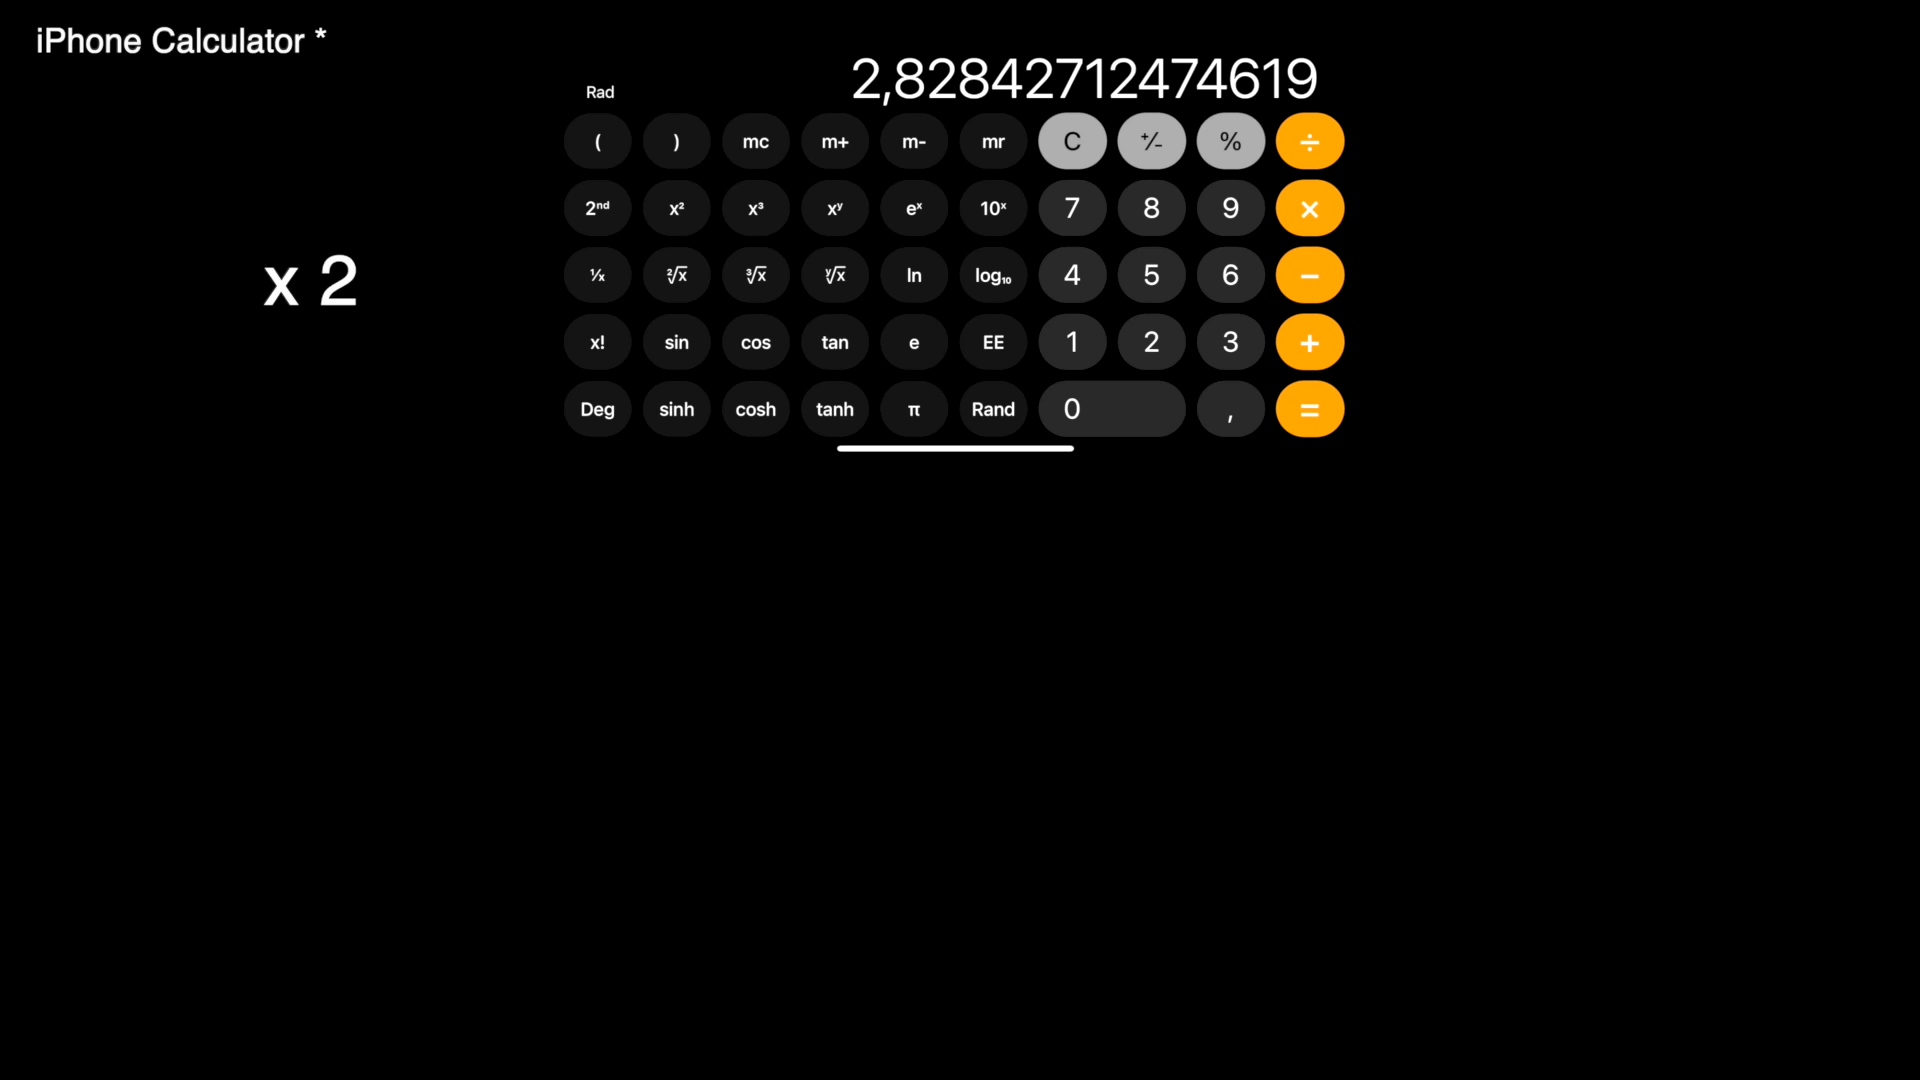 iPhone Calculator *
Rad
2,82842712474619
( ) mc m+ m- mr C ⁺⁄₋ % ÷
2ⁿᵈ x² x³ xʸ eˣ 10ˣ 7 8 9 ×
x 2
¹⁄ₓ ²√x ³√x ʸ√x ln log₁₀ 4 5 6 −
x! sin cos tan e EE 1 2 3 +
Deg sinh cosh tanh π Rand 0 , =